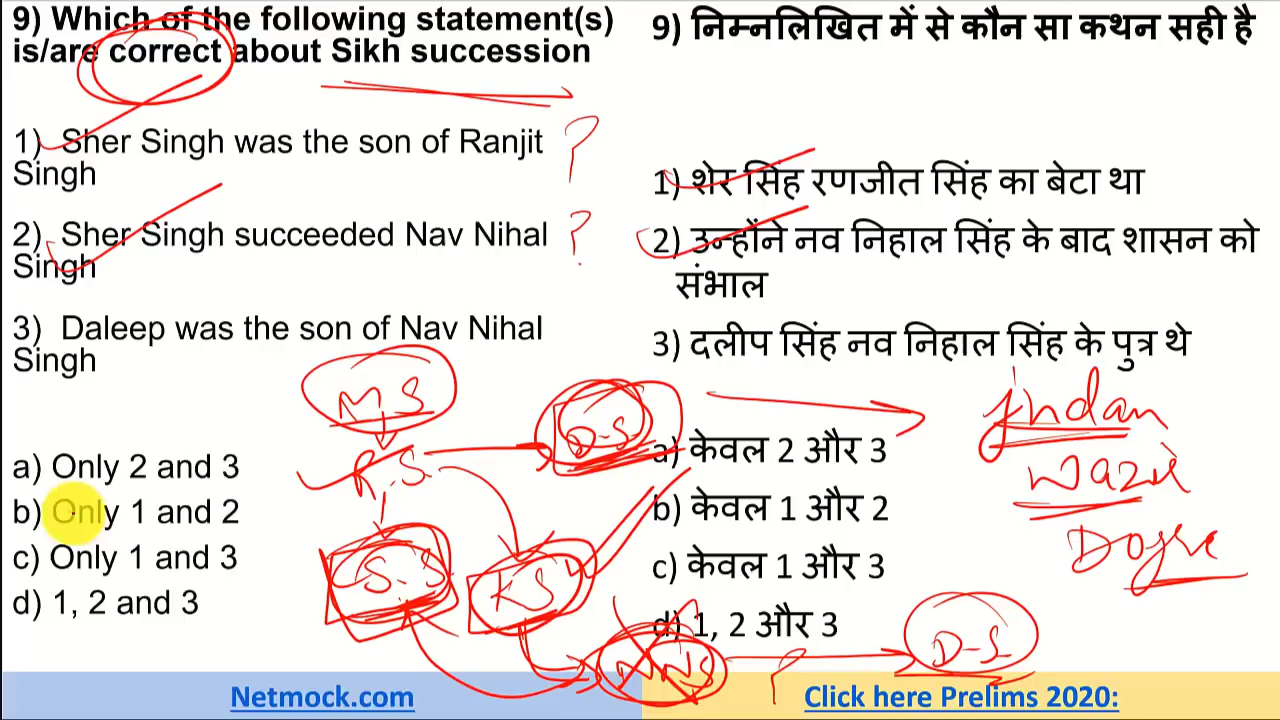 9) Which of the following statement(s)
is/are correct about Sikh succession
1) Sher Singh was the son of Ranjit
Singh
2) Sher Singh succeeded Nav Nihal
Singh
3) Daleep was the son of Nav Nihal
Singh
a) Only 2 and 3
b) Only 1 and 2
c) Only 1 and 3
d) 1, 2 and 3
9) निम्नलिखित में से कौन सा कथन सही है
1) शेर सिंह रणजीत सिंह का बेटा था
2) उन्होंने नव निहाल सिंह के बाद शासन को
संभाल
3) दलीप सिंह नव निहाल सिंह के पुत्र थे
a) केवल 2 और 3
b) केवल 1 और 2
c) केवल 1 और 3
d) 1, 2 और 3
?
?
M S
R.S.
D-S.
S.S
KS
NNS
?
D-S.
Jndan
Netmock.com
Click here Prelims 2020: